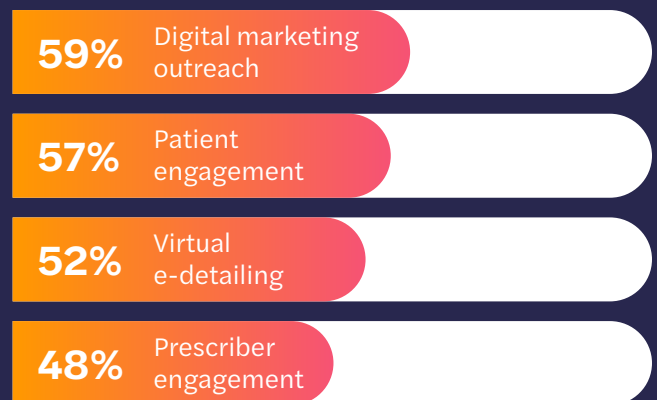 59%
Digital marketing
outreach
57%
Patient
engagement
52%
Virtual
e-detailing
48%
Prescriber
engagement